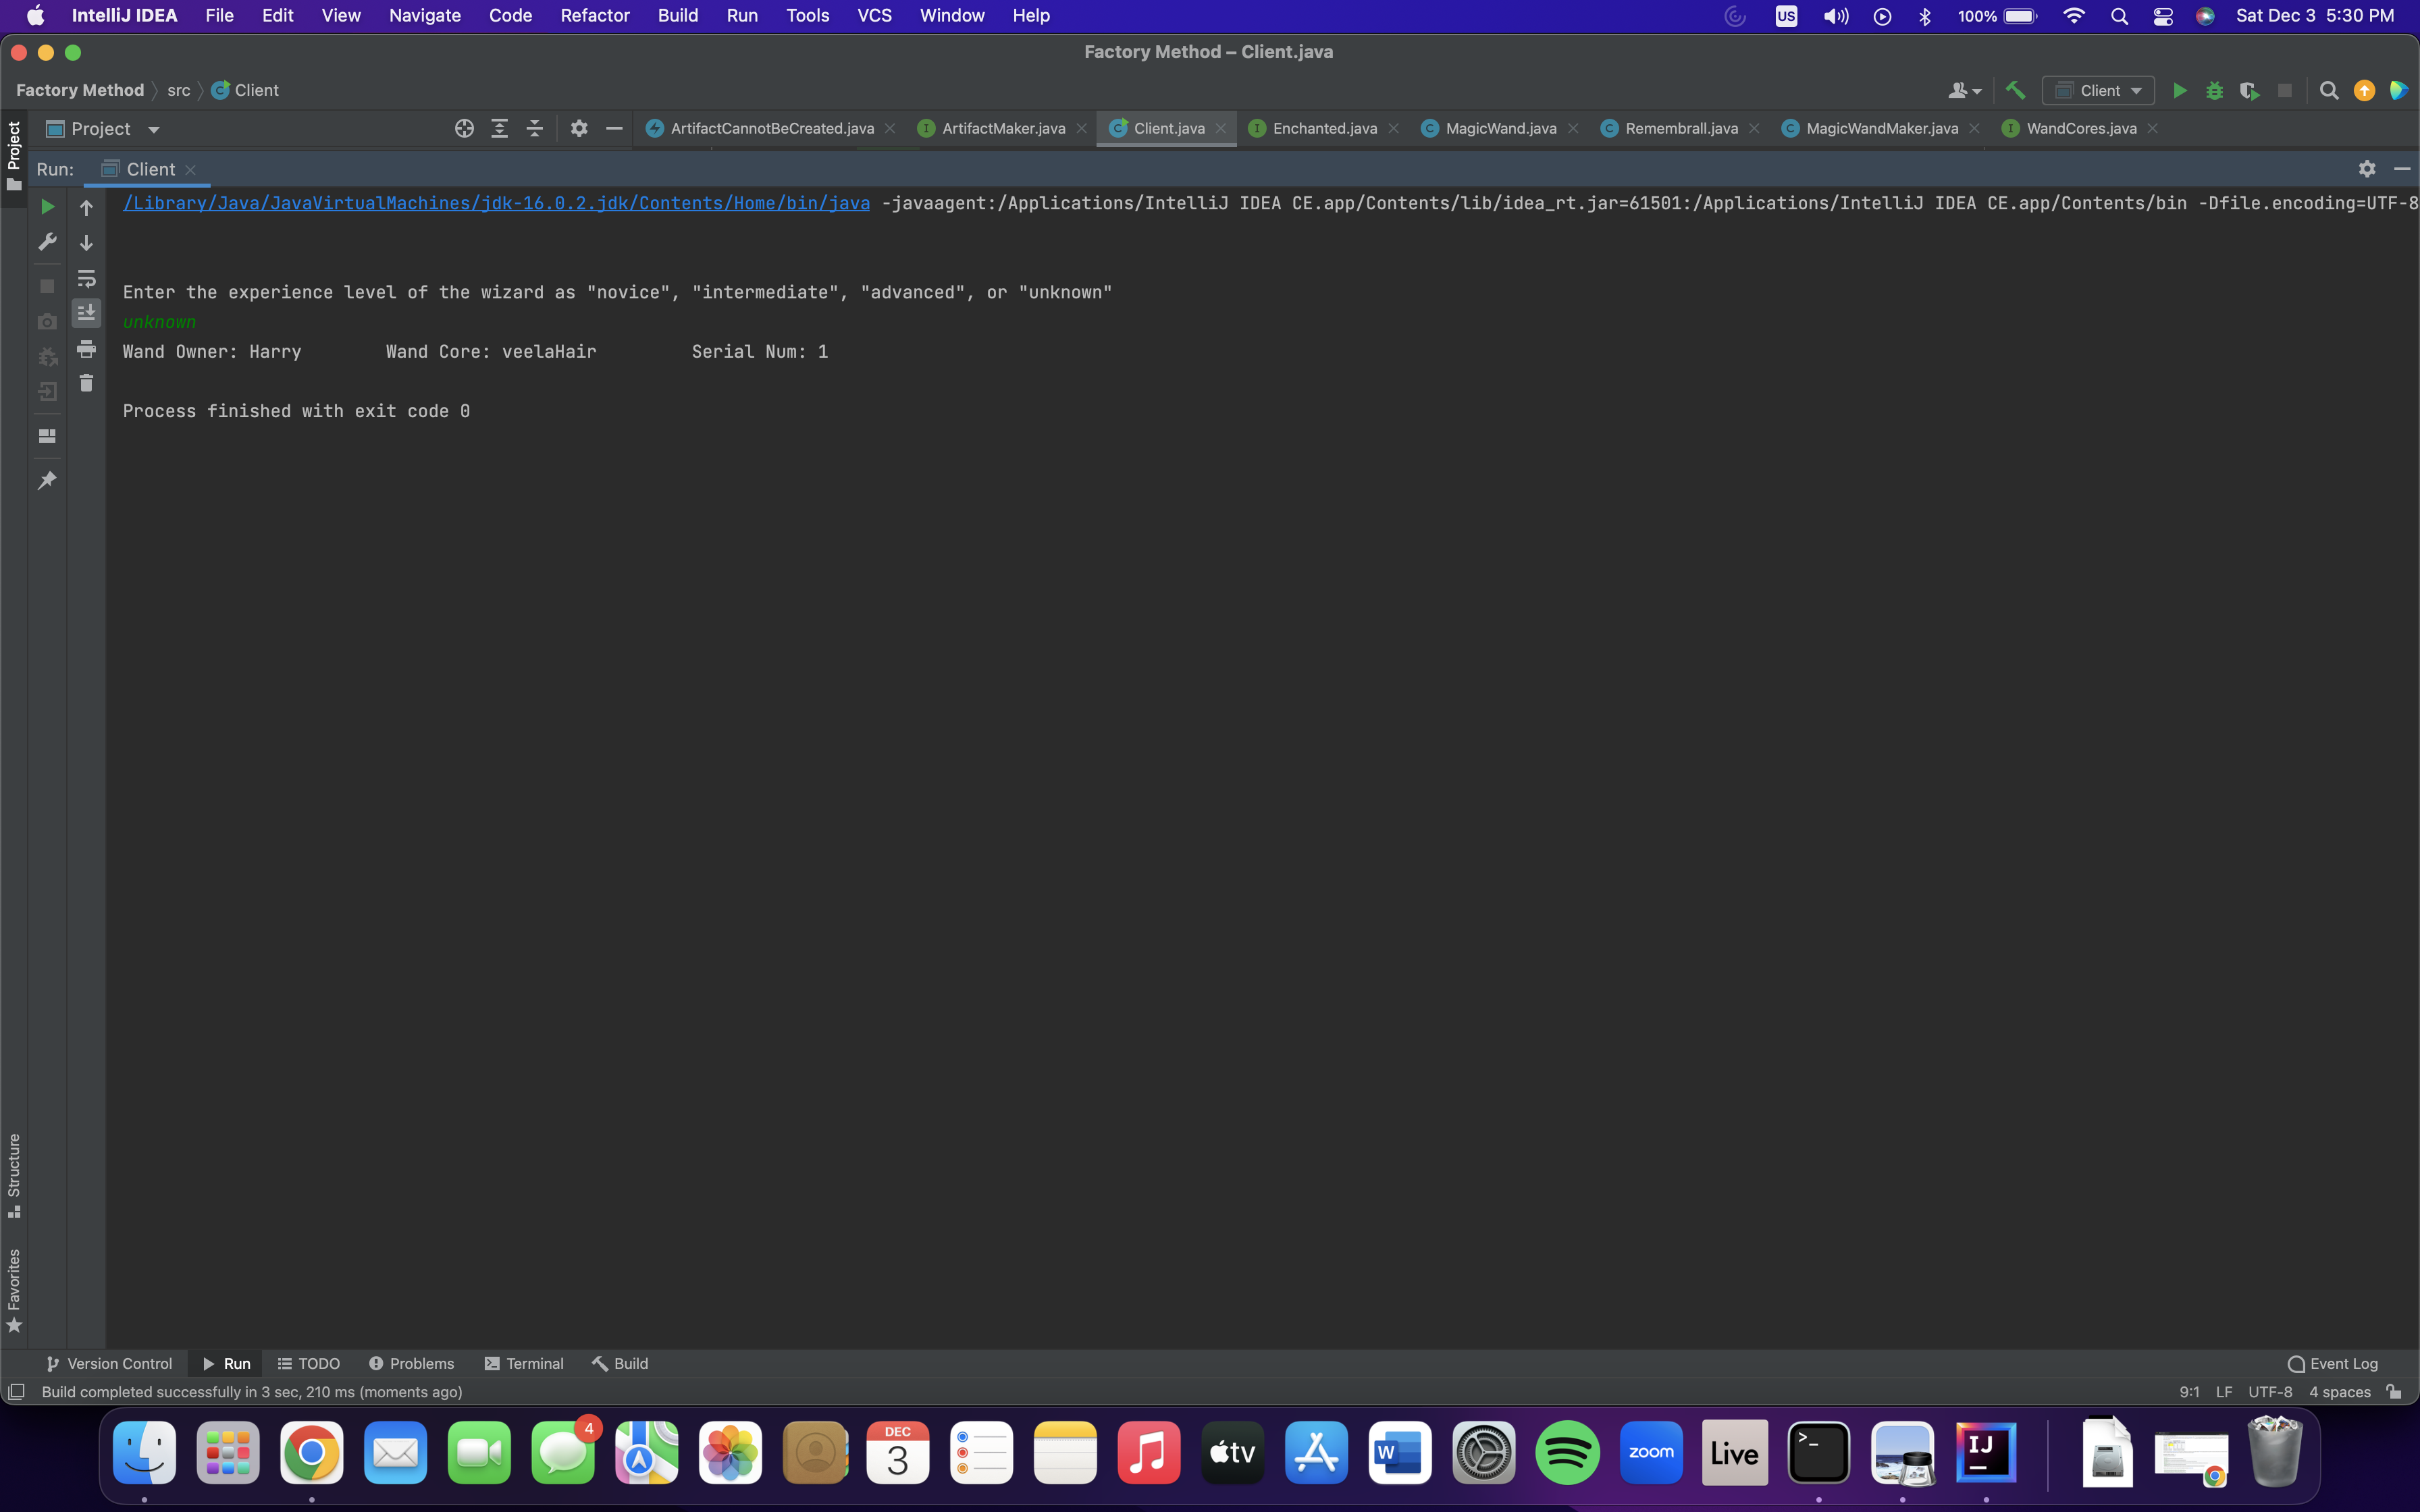 IntelliJ IDEA File Edit View Navigate Code Refactor Build Run Tools VCS Window Help US 100% Sat Dec 3 5:30 PM
Factory Method – Client.java
Factory Method src Client Client
Project Project ArtifactCannotBeCreated.java ArtifactMaker.java Client.java Enchanted.java MagicWand.java Remembrall.java MagicWandMaker.java WandCores.java
Run: Client
/Library/Java/JavaVirtualMachines/jdk-16.0.2.jdk/Contents/Home/bin/java -javaagent:/Applications/IntelliJ IDEA CE.app/Contents/lib/idea_rt.jar=61501:/Applications/IntelliJ IDEA CE.app/Contents/bin -Dfile.encoding=UTF-8
Enter the experience level of the wizard as "novice", "intermediate", "advanced", or "unknown"
unknown
Wand Owner: Harry Wand Core: veelaHair Serial Num: 1
Process finished with exit code 0
Structure
Favorites
Version Control Run TODO Problems Terminal Build Event Log
Build completed successfully in 3 sec, 210 ms (moments ago) 9:1 LF UTF-8 4 spaces
4
DEC
3
tv
W
zoom
Live
>_
IJ